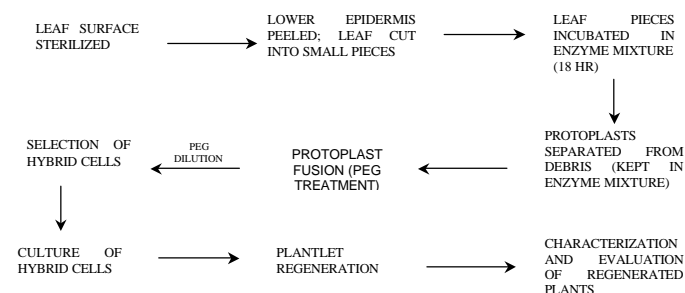 LEAF SURFACE
STERILIZED
LOWER EPIDERMIS
PEELED; LEAF CUT
INTO SMALL PIECES
LEAF PIECES
INCUBATED IN
ENZYME MIXTURE
(18 HR)
PROTOPLASTS
SEPARATED FROM
DEBRIS (KEPT IN
ENZYME MIXTURE)
PROTOPLAST
FUSION (PEG
TREATMENT)
PEG
DILUTION
SELECTION OF
HYBRID CELLS
CULTURE OF
HYBRID CELLS
PLANTLET
REGENERATION
CHARACTERIZATION
AND EVALUATION
OF REGENERATED
PLANTS